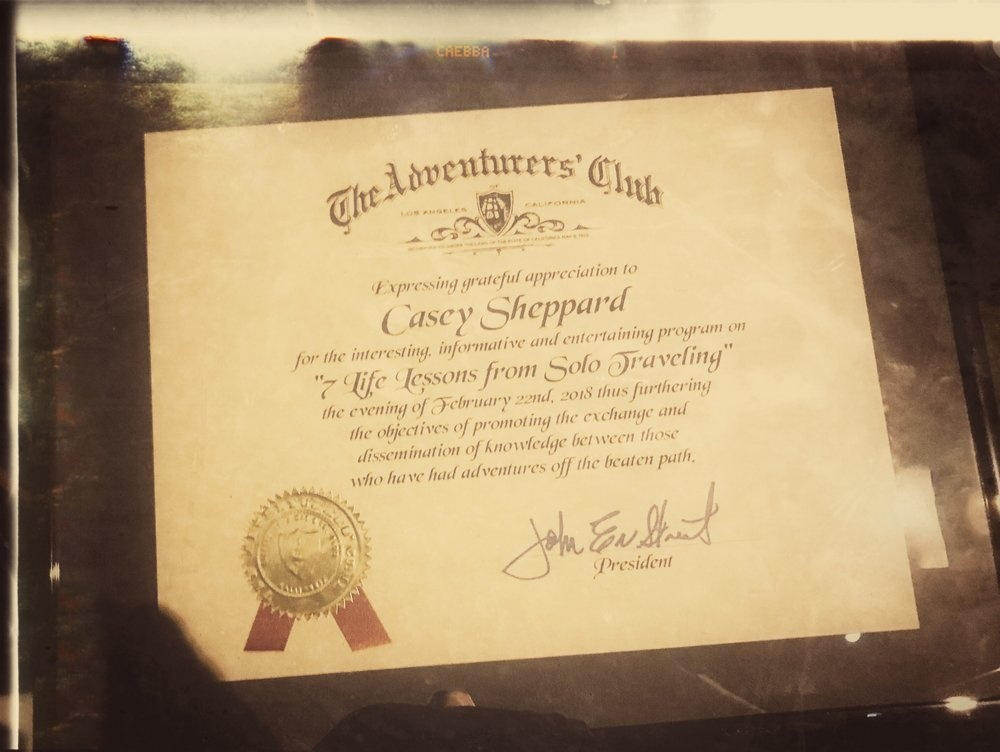 CAEBBA
The Adventurers' Club
OF
LOS ANGELES CALIFORNIA
Expressing grateful appreciation to
Casey Sheppard
for the interesting, informative and entertaining program on
"7 Life Lessons from Solo Traveling"
the evening of February 22nd, 2018 thus furthering
the objectives of promoting the exchange and
dissemination of knowledge between those
who have had adventures off the beaten path.
President